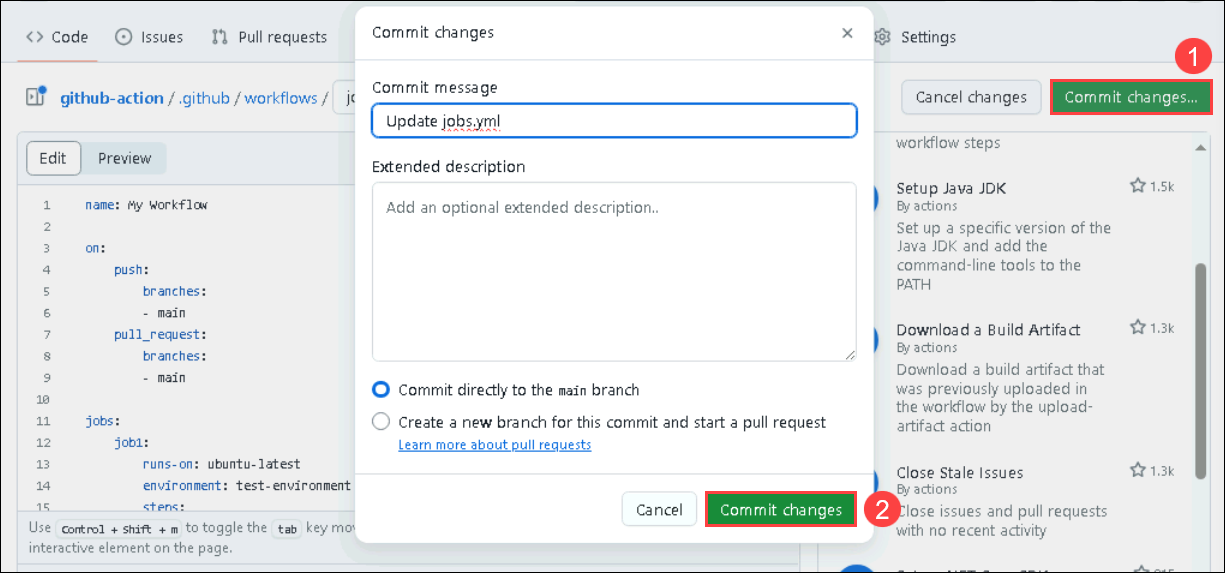 Code
Issues
Pull requests
Settings
1
github-action / .github / workflows /
Cancel changes
Commit changes...
Edit
Preview
1 name: My Workflow
2
3 on:
4 push:
5 branches:
6 - main
7 pull_request:
8 branches:
9 - main
10
11 jobs:
12 job1:
13 runs-on: ubuntu-latest
14 environment: test-environment
15 steps:
Use Control + Shift + m to toggle the tab key
interactive element on the page.
Commit changes
Commit message
Update jobs.yml
Extended description
Add an optional extended description..
Commit directly to the main branch
Create a new branch for this commit and start a pull request
Learn more about pull requests
Cancel
Commit changes
2
workflow steps
Setup Java JDK
1.5k
By actions
Set up a specific version of the
Java JDK and add the
command-line tools to the
PATH
Download a Build Artifact
1.3k
By actions
Download a build artifact that
was previously uploaded in
the workflow by the upload-
artifact action
Close Stale Issues
1.3k
By actions
Close issues and pull requests
with no recent activity